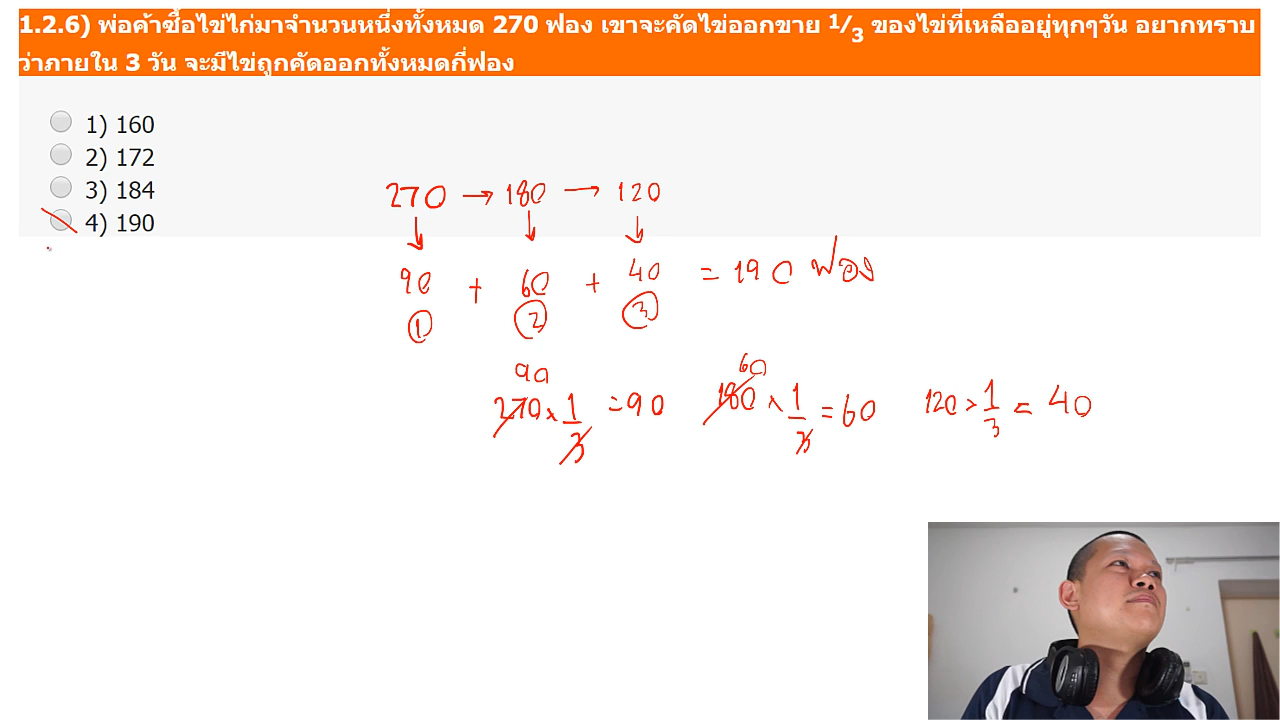 1.2.6) พ่อค้าซื้อไข่ไก่มาจำนวนหนึ่งทั้งหมด 270 ฟอง เขาจะคัดไข่ออกขาย 1/3 ของไข่ที่เหลืออยู่ทุกๆวัน อยากทราบ
ว่าภายใน 3 วัน จะมีไข่ถูกคัดออกทั้งหมดกี่ฟอง
1) 160
2) 172
3) 184
4) 190
270 → 180 → 120
90 + 60 + 40 = 190 ฟอง
1 2 3
90 60
270 × 1/3 = 90 180 × 1/3 = 60 120 × 1/3 = 40